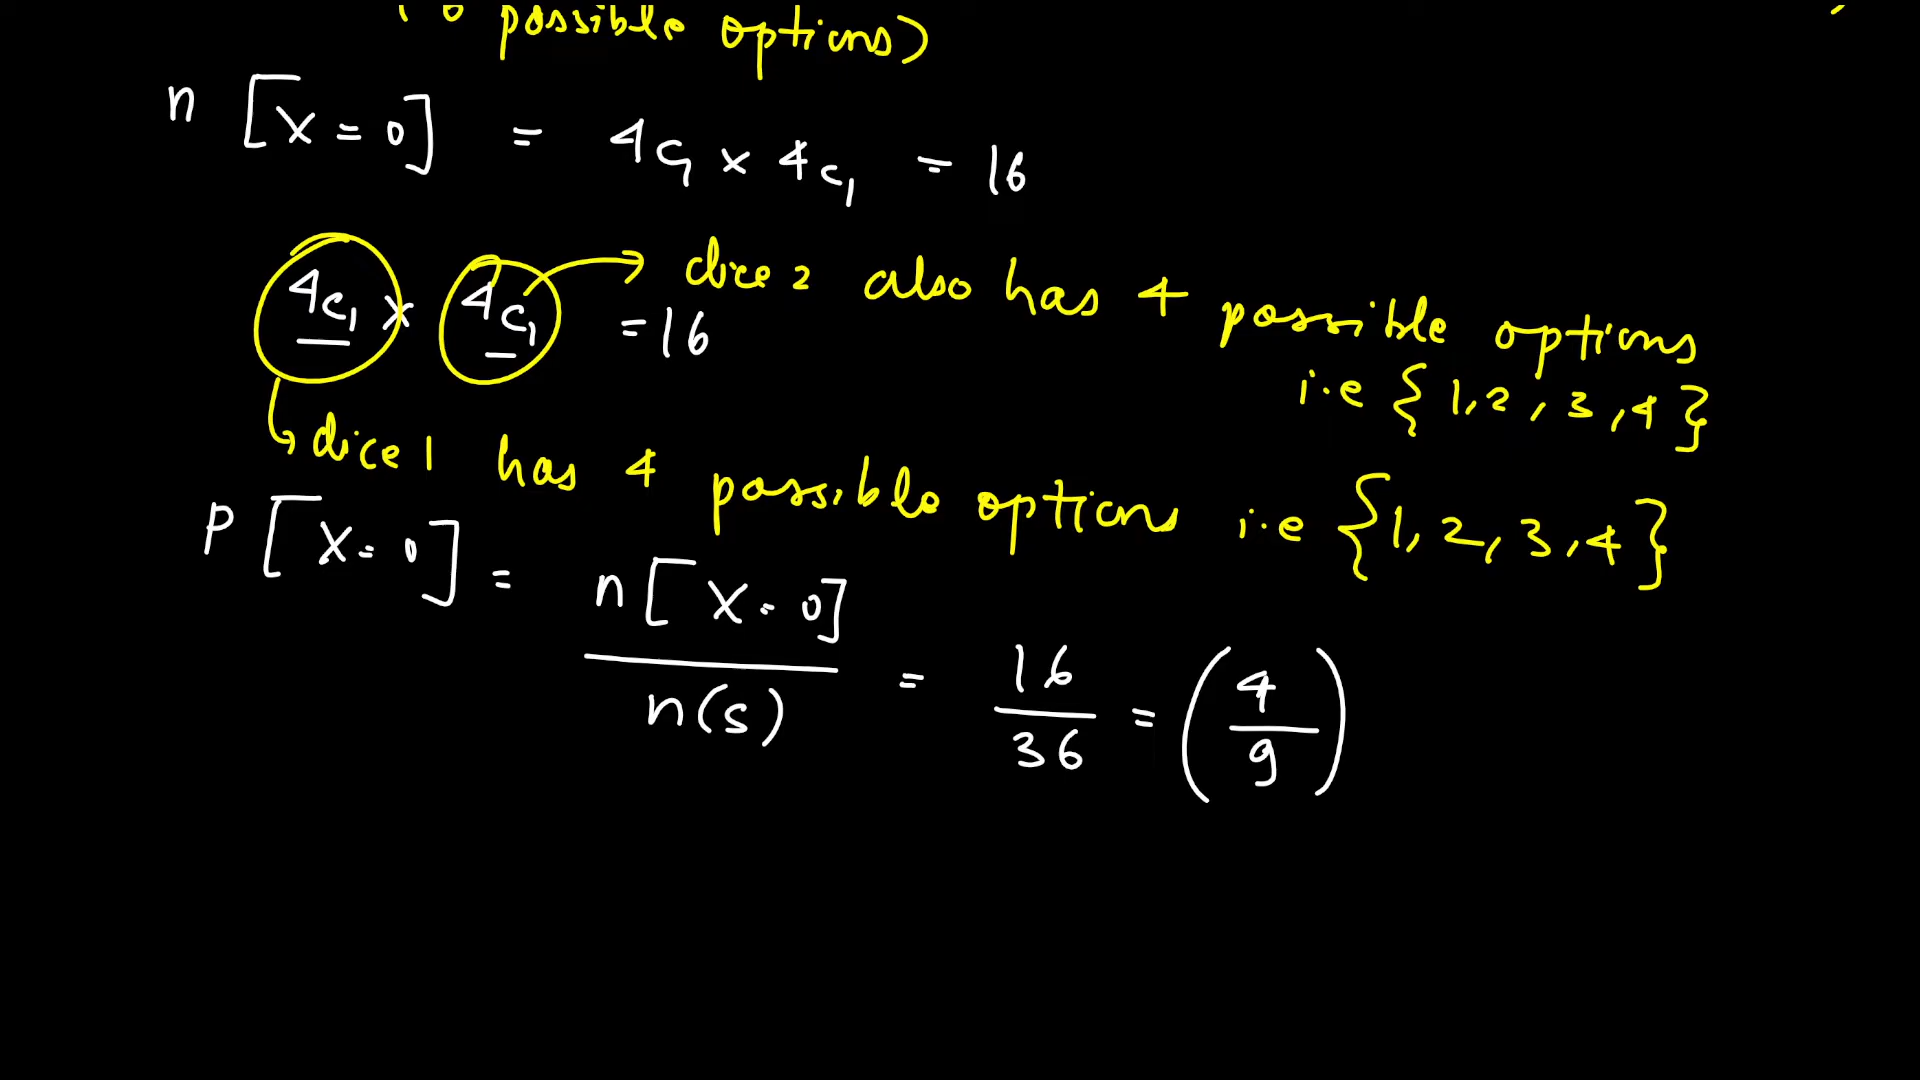 possible options)
n [X = 0] = 4C1 x 4C1 = 16
4C1 x 4C1 = 16
dice 2 also has 4 possible options
i.e {1,2,3,4}
dice 1 has 4 possible options i.e {1,2,3,4}
P [X = 0] = n[X = 0] / n(s) = 16/36 = (4/9)